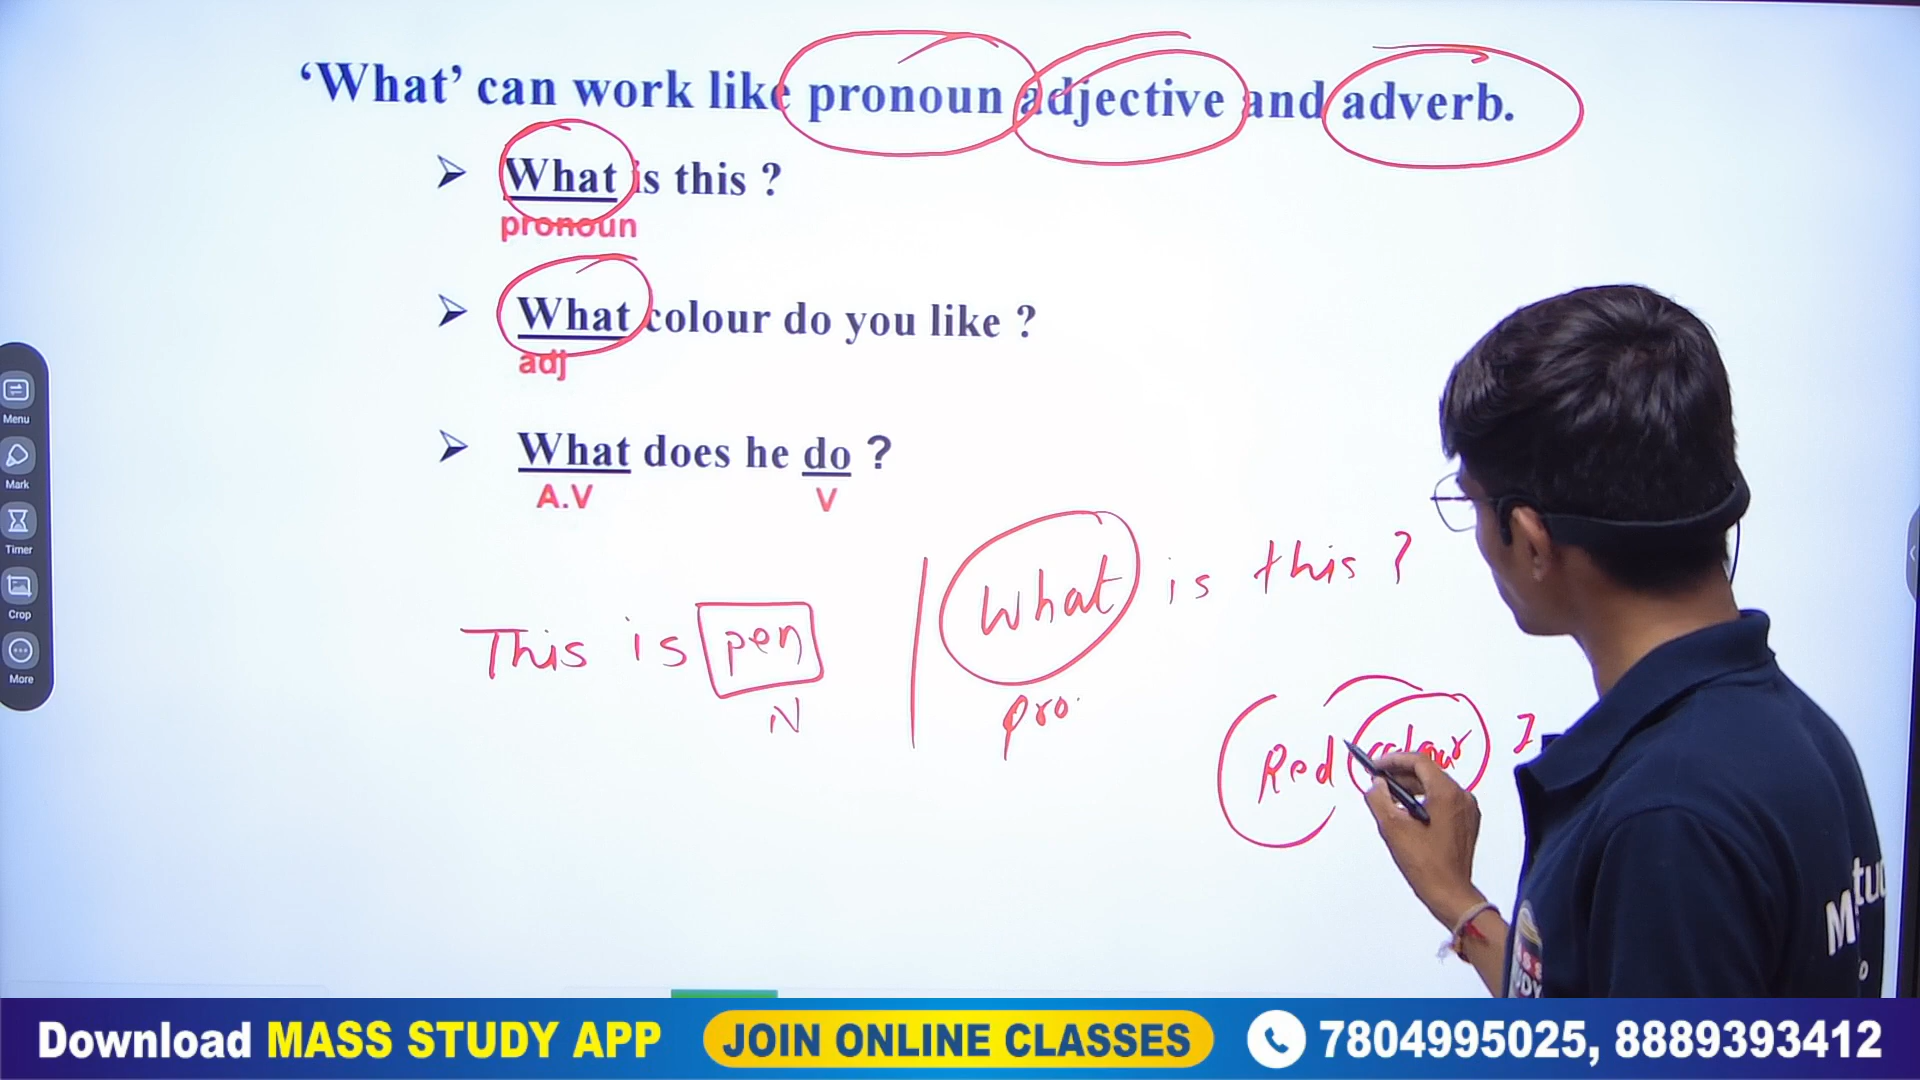 ‘What’ can work like pronoun adjective and adverb.
➢ What is this ?
pronoun
➢ What colour do you like ?
adj
➢ What does he do ?
A.V V
This is pen
N
What is this ?
pro.
Red colour I
Menu
Mark
Timer
Crop
More
Download MASS STUDY APP JOIN ONLINE CLASSES 7804995025, 8889393412